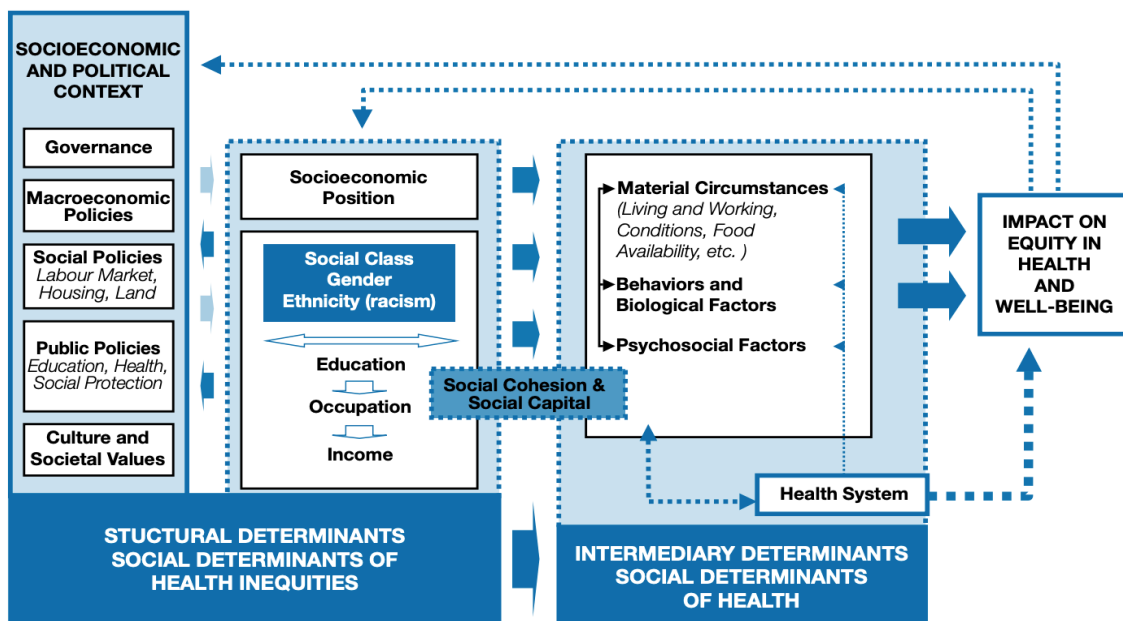 SOCIOECONOMIC
AND POLITICAL
CONTEXT
Governance
Macroeconomic
Policies
Social Policies
Labour Market,
Housing, Land
Public Policies
Education, Health,
Social Protection
Culture and
Societal Values
Socioeconomic
Position
Social Class
Gender
Ethnicity (racism)
Education
Occupation
Income
Social Cohesion &
Social Capital
Material Circumstances
(Living and Working,
Conditions, Food
Availability, etc. )
Behaviors and
Biological Factors
Psychosocial Factors
Health System
IMPACT ON
EQUITY IN
HEALTH
AND
WELL-BEING
STUCTURAL DETERMINANTS
SOCIAL DETERMINANTS OF
HEALTH INEQUITIES
INTERMEDIARY DETERMINANTS
SOCIAL DETERMINANTS
OF HEALTH